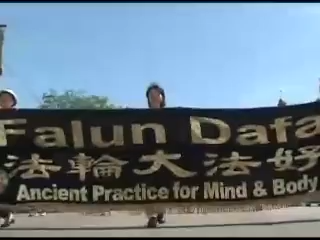 Falun Dafa
法輪大法好
Ancient Practice for Mind & Body